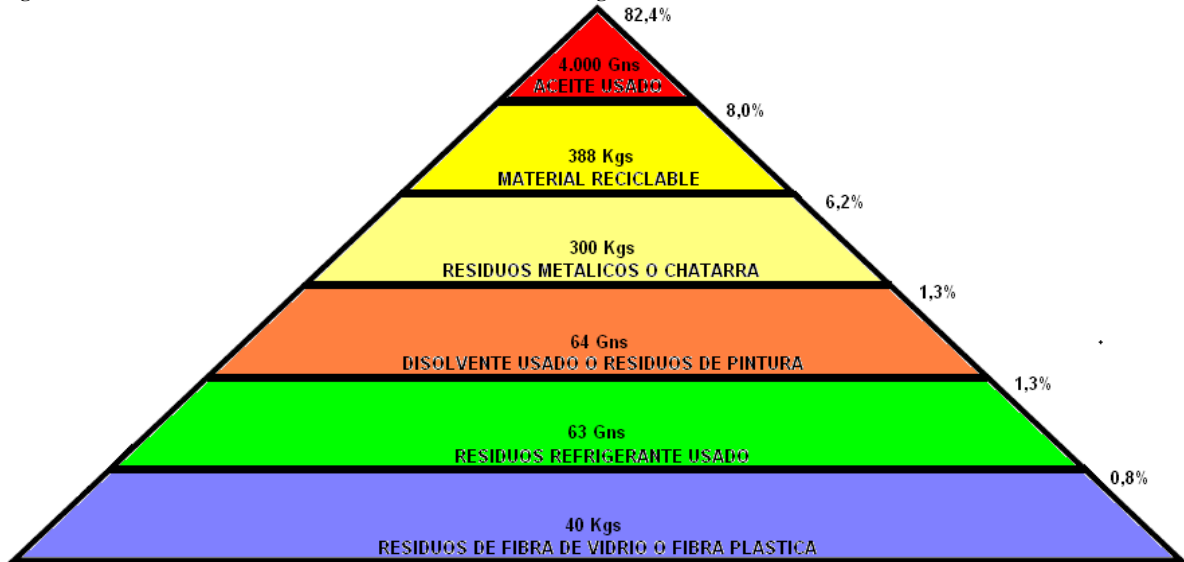 82,4%
4.000 Gns
ACEITE USADO
8,0%
388 Kgs
MATERIAL RECICLABLE
6,2%
300 Kgs
RESIDUOS METALICOS O CHATARRA
1,3%
64 Gns
DISOLVENTE USADO O RESIDUOS DE PINTURA
1,3%
63 Gns
RESIDUOS REFRIGERANTE USADO
0,8%
40 Kgs
RESIDUOS DE FIBRA DE VIDRIO O FIBRA PLASTICA